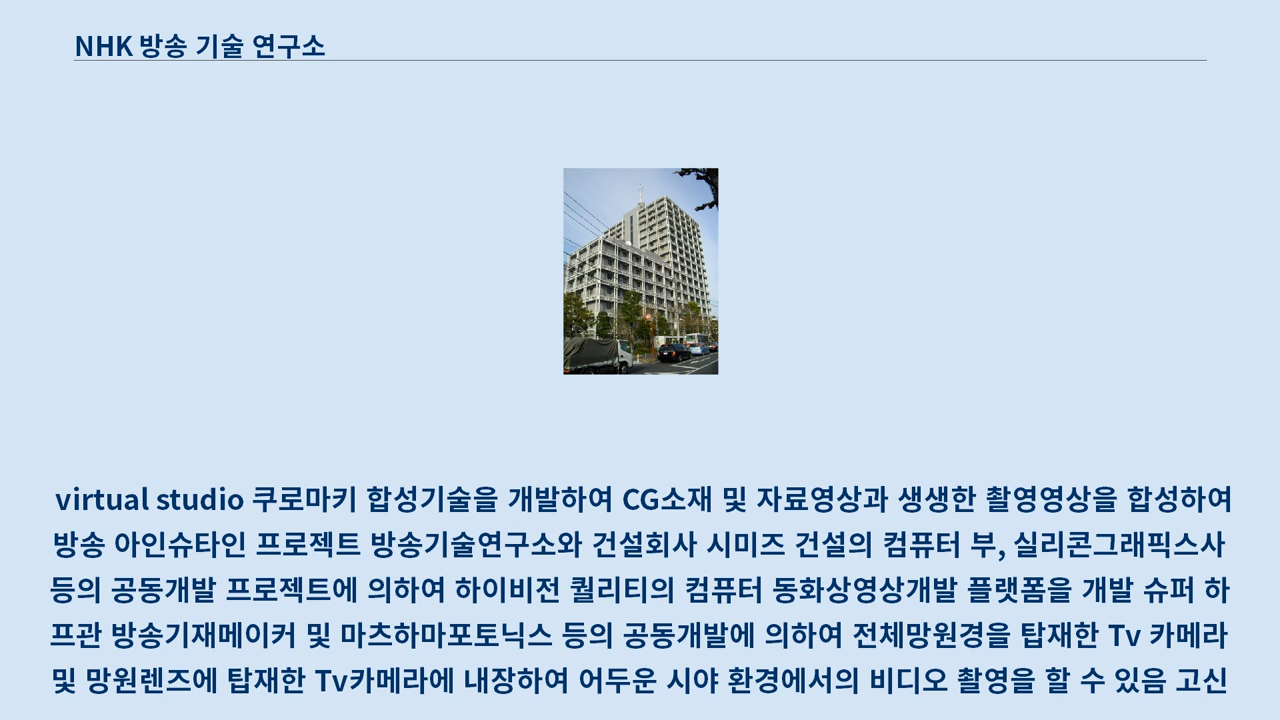 NHK 방송 기술 연구소
virtual studio 쿠로마키 합성기술을 개발하여 CG소재 및 자료영상과 생생한 촬영영상을 합성하여
방송 아인슈타인 프로젝트 방송기술연구소와 건설회사 시미즈 건설의 컴퓨터 부, 실리콘그래픽스사
등의 공동개발 프로젝트에 의하여 하이비전 퀄리티의 컴퓨터 동화상영상개발 플랫폼을 개발 슈퍼 하
프관 방송기재메이커 및 마츠하마포토닉스 등의 공동개발에 의하여 전체망원경을 탑재한 Tv 카메라
및 망원렌즈에 탑재한 Tv카메라에 내장하여 어두운 시야 환경에서의 비디오 촬영을 할 수 있음 고신